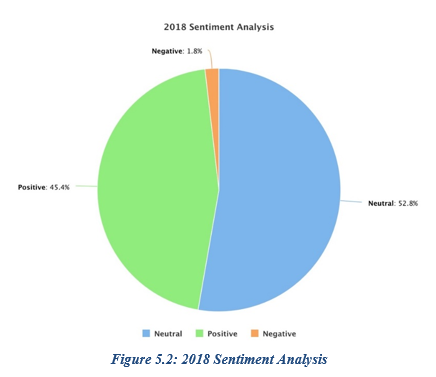 2018 Sentiment Analysis
Negative: 1.8%
Positive: 45.4%
Neutral: 52.8%
Neutral Positive Negative
Figure 5.2: 2018 Sentiment Analysis